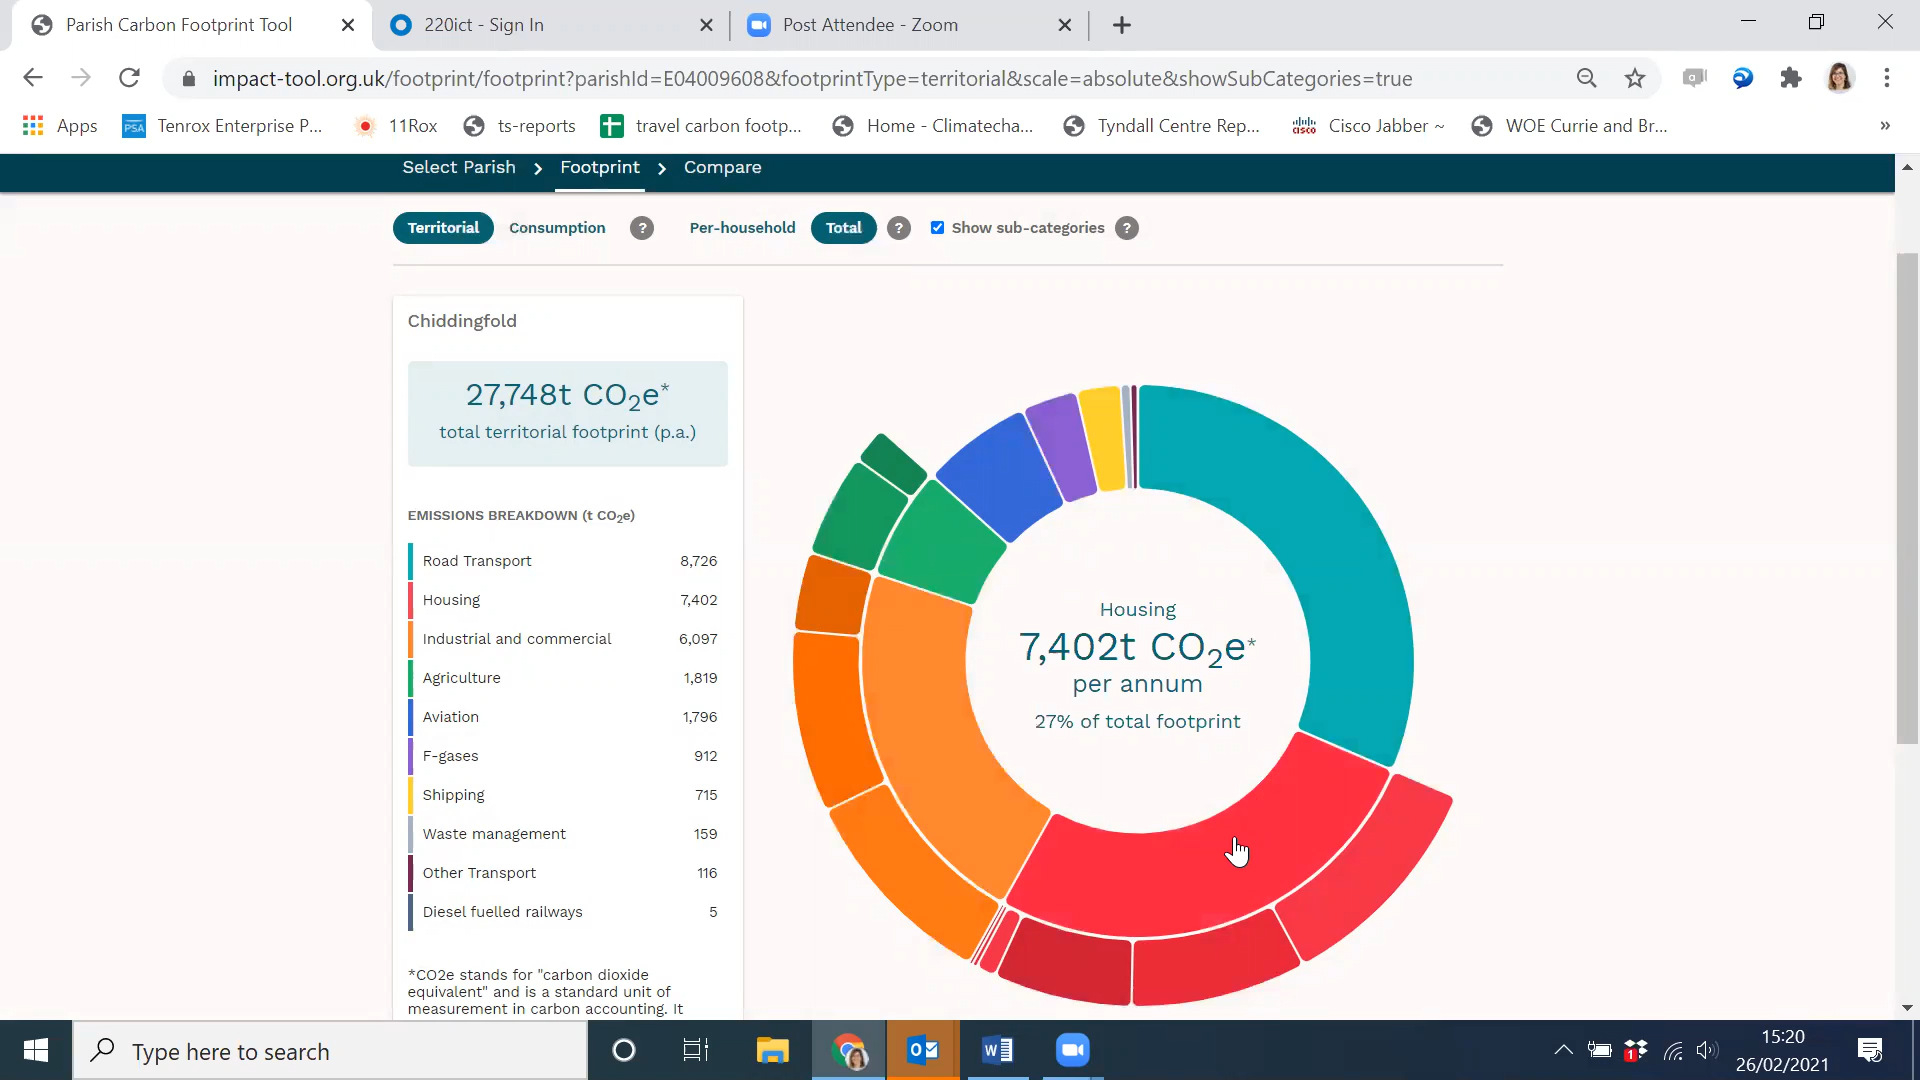 Parish Carbon Footprint Tool
220ict - Sign In
Post Attendee - Zoom
impact-tool.org.uk/footprint/footprint?parishId=E04009608&footprintType=territorial&scale=absolute&showSubCategories=true
Apps
PSA Tenrox Enterprise P...
11Rox
ts-reports
travel carbon footp...
Home - Climatecha...
Tyndall Centre Rep...
CISCO Cisco Jabber ~
WOE Currie and Br...
»
Select Parish > Footprint > Compare
Territorial Consumption ? Per-household Total ? Show sub-categories ?
Chiddingfold
27,748t CO₂e*
total territorial footprint (p.a.)
EMISSIONS BREAKDOWN (t CO₂e)
Road Transport 8,726
Housing 7,402
Industrial and commercial 6,097
Agriculture 1,819
Aviation 1,796
F-gases 912
Shipping 715
Waste management 159
Other Transport 116
Diesel fuelled railways 5
*CO2e stands for "carbon dioxide
equivalent" and is a standard unit of
measurement in carbon accounting. It
Housing
7,402t CO₂e*
per annum
27% of total footprint
Type here to search
1
15:20
26/02/2021